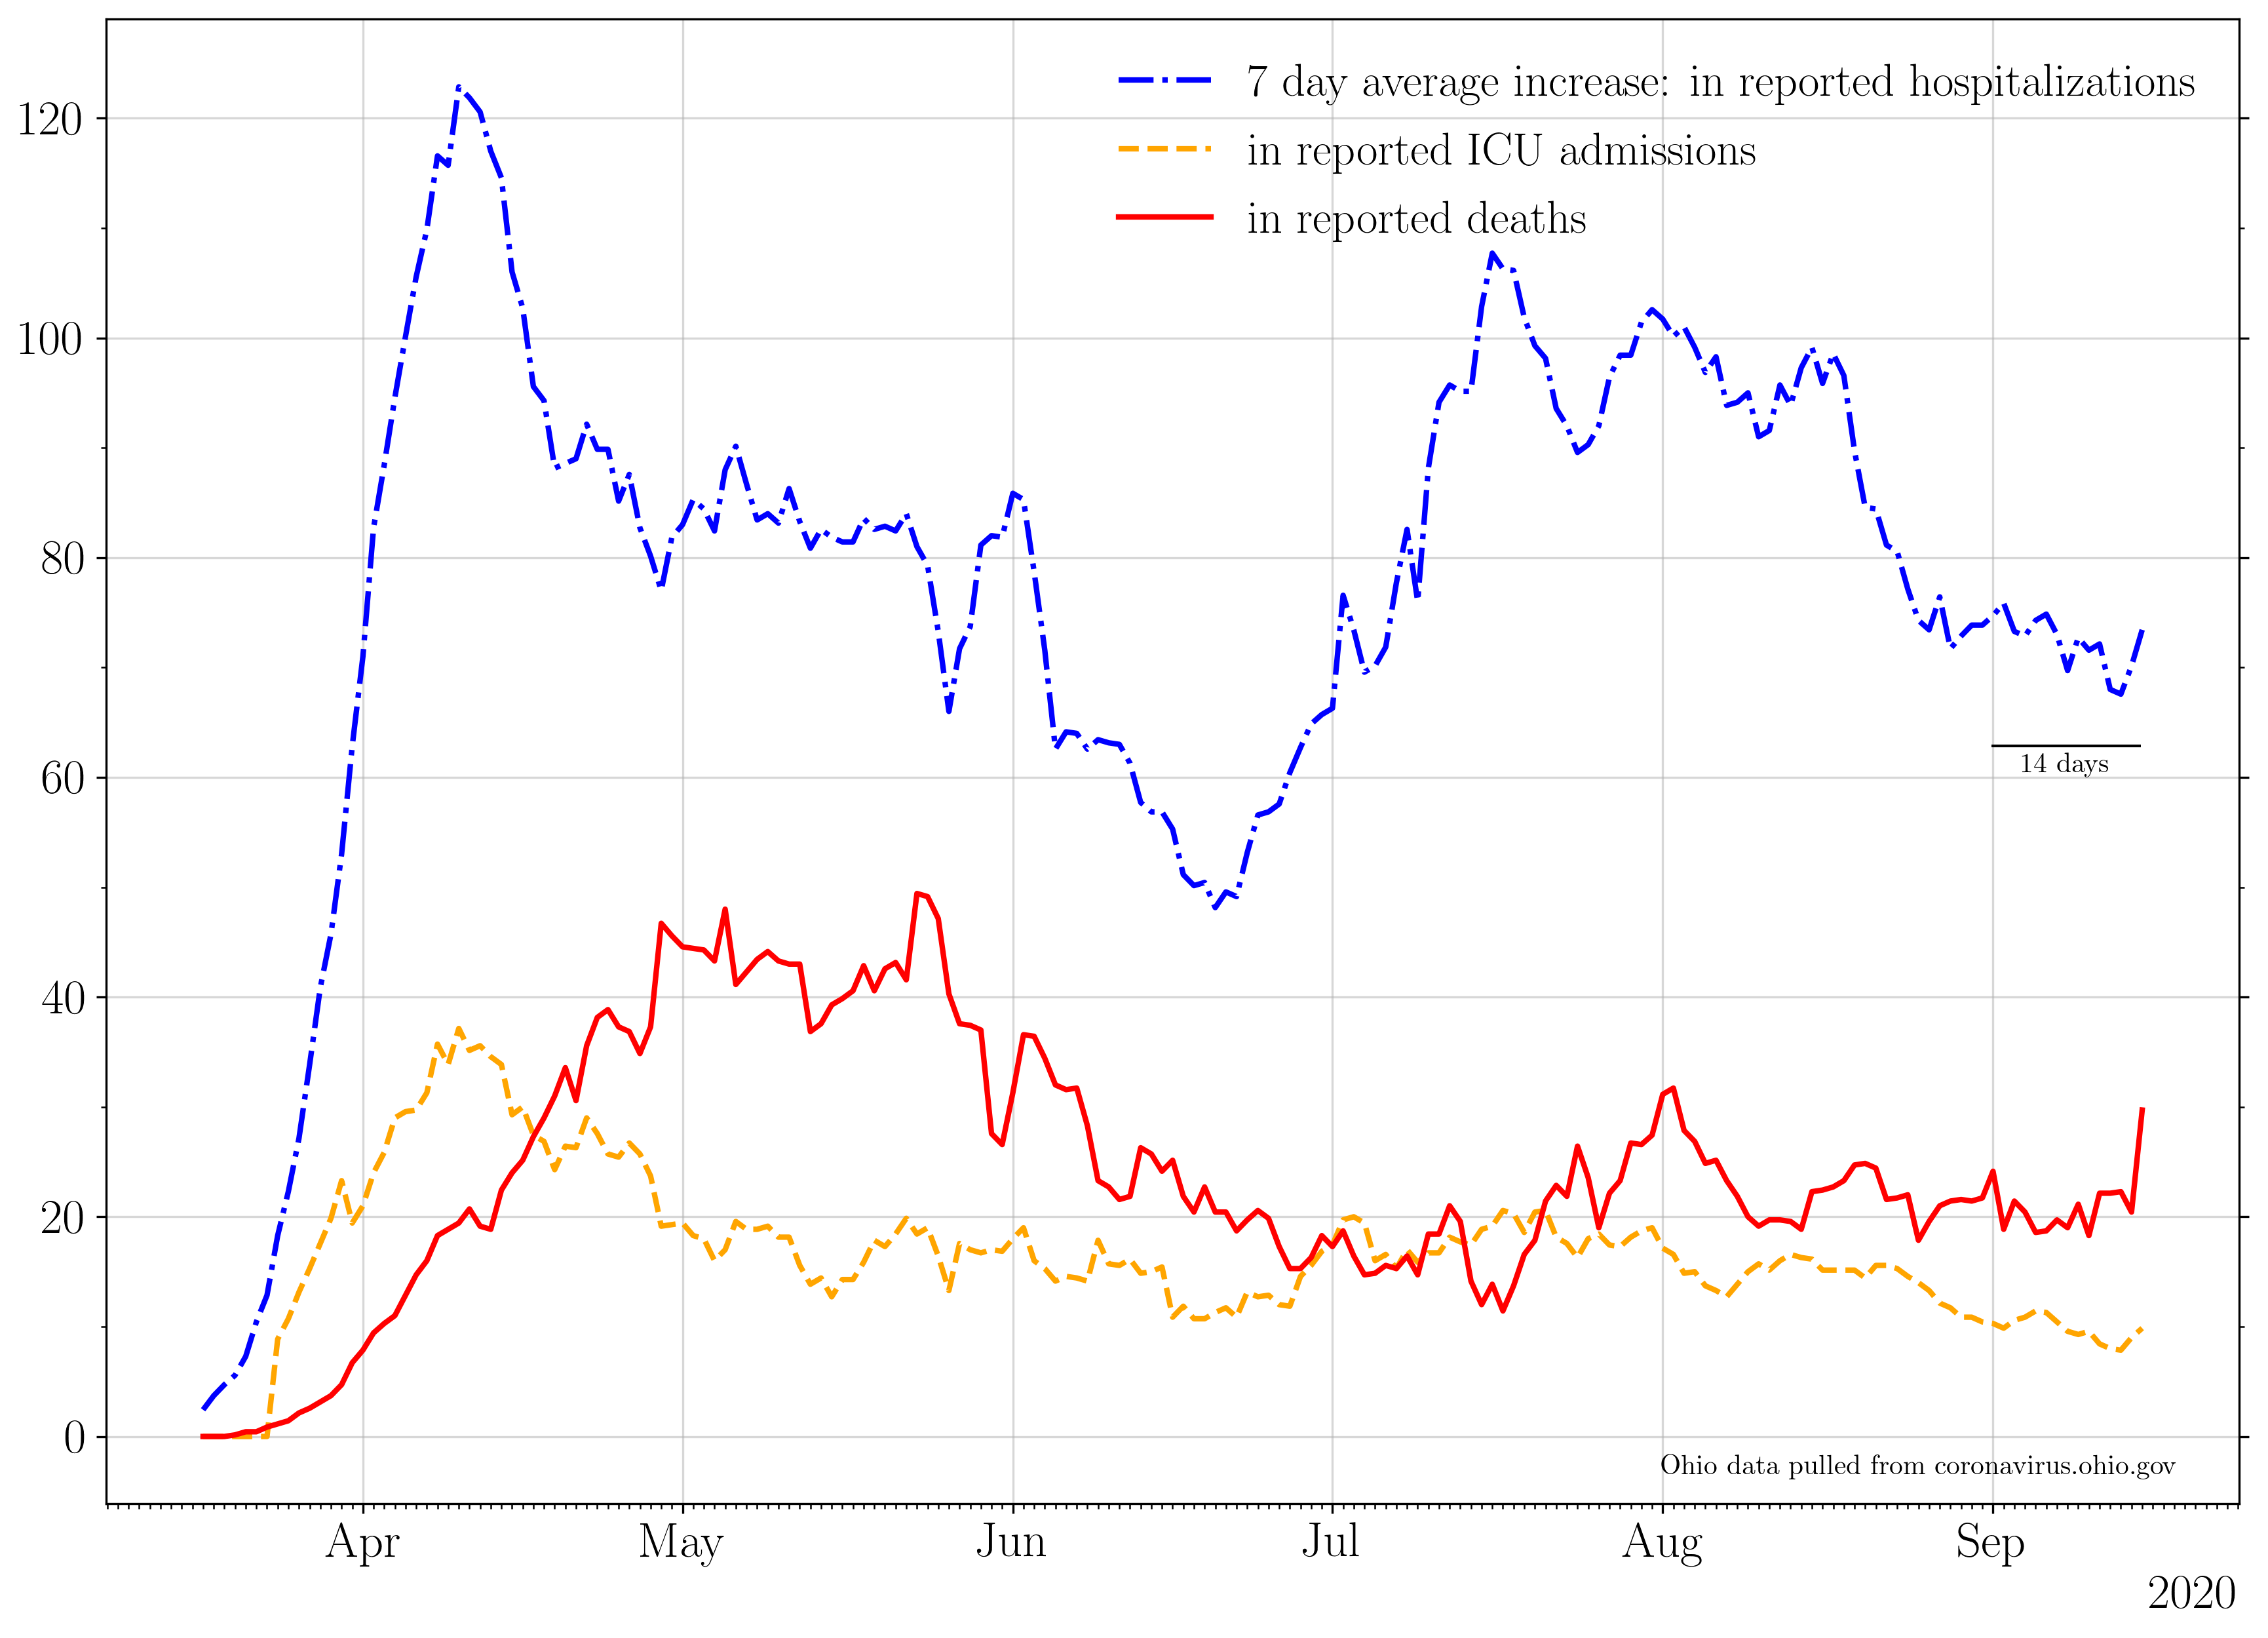 7 day average increase: in reported hospitalizations
in reported ICU admissions
in reported deaths
120
100
80
60
40
20
0
14 days
Ohio data pulled from coronavirus.ohio.gov
Apr May Jun Jul Aug Sep
2020